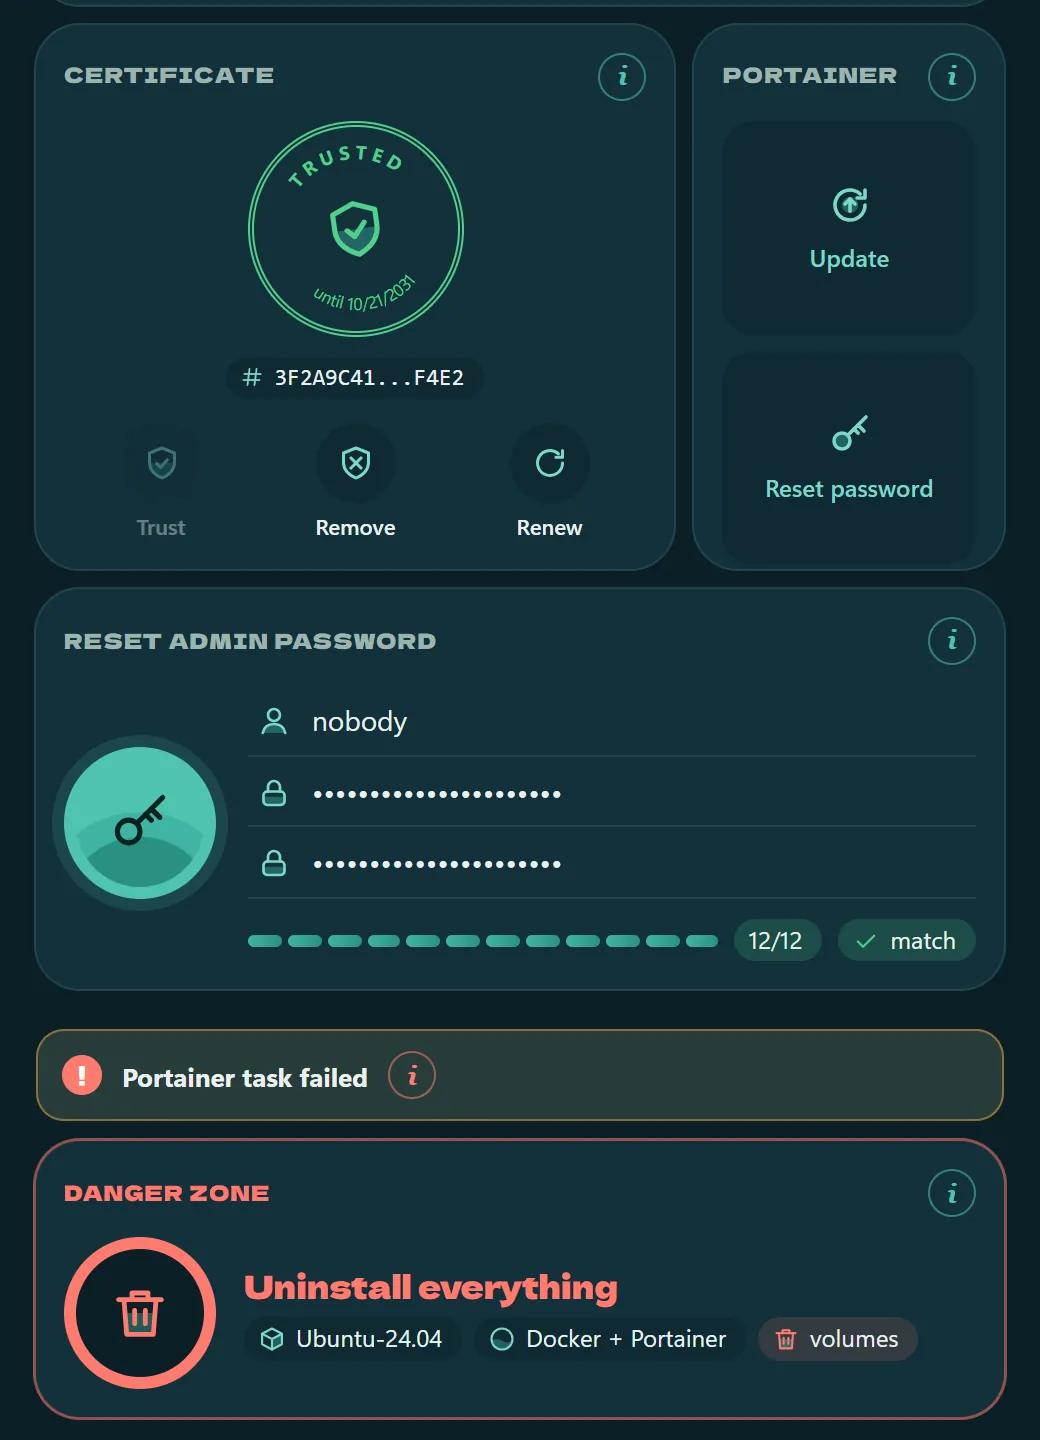 CERTIFICATE
i
TRUSTED
until 10/21/2031
# 3F2A9C41...F4E2
Trust
Remove
Renew
PORTAINER
i
Update
Reset password
RESET ADMIN PASSWORD
i
nobody
••••••••••••••••••••••
••••••••••••••••••••••
12/12
match
! Portainer task failed i
DANGER ZONE
i
Uninstall everything
Ubuntu-24.04
Docker + Portainer
volumes